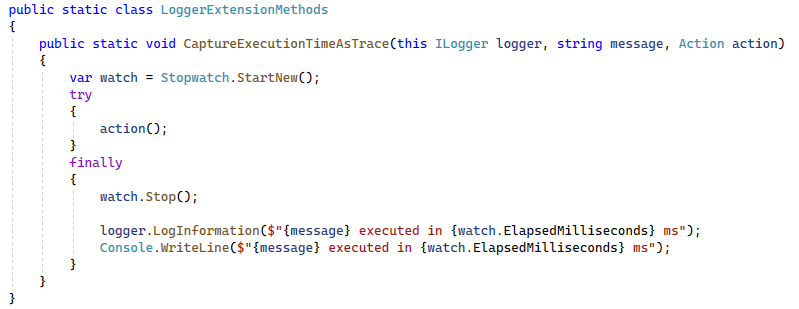 public static class LoggerExtensionMethods
{
    public static void CaptureExecutionTimeAsTrace(this ILogger logger, string message, Action action)
    {
        var watch = Stopwatch.StartNew();
        try
        {
            action();
        }
        finally
        {
            watch.Stop();

            logger.LogInformation($"{message} executed in {watch.ElapsedMilliseconds} ms");
            Console.WriteLine($"{message} executed in {watch.ElapsedMilliseconds} ms");
        }
    }
}